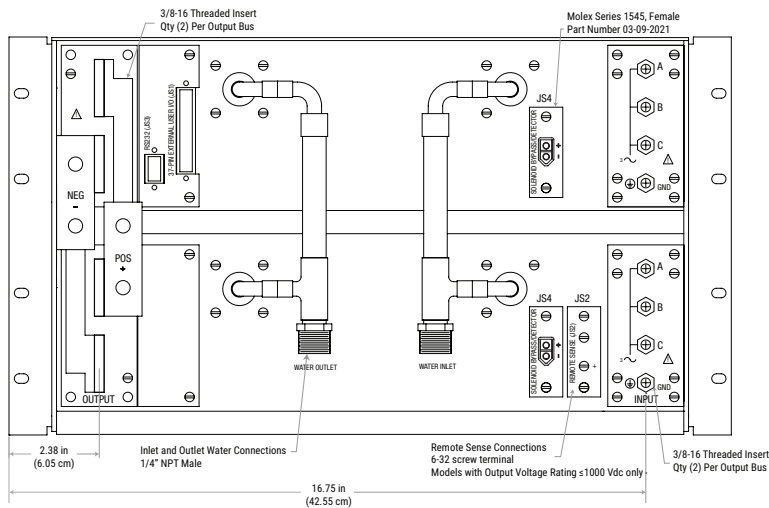 3/8-16 Threaded Insert
Qty (2) Per Output Bus
Molex Series 1545, Female
Part Number 03-09-2021
NEG
-
POS
+
RS232 (JS3)
37-PIN EXTERNAL USER I/O (JS1)
JS4
SOLENOID BYPASS/DETECTOR
+
-
A
B
C
3
GND
JS4
SOLENOID BYPASS/DETECTOR
+
-
JS2
REMOTE SENSE (JS2)
+
A
B
C
3
GND
OUTPUT
WATER OUTLET
WATER INLET
INPUT
2.38 in
(6.05 cm)
Inlet and Outlet Water Connections
1/4" NPT Male
Remote Sense Connections
6-32 screw terminal
Models with Output Voltage Rating ≤1000 Vdc only
3/8-16 Threaded Insert
Qty (2) Per Output Bus
16.75 in
(42.55 cm)